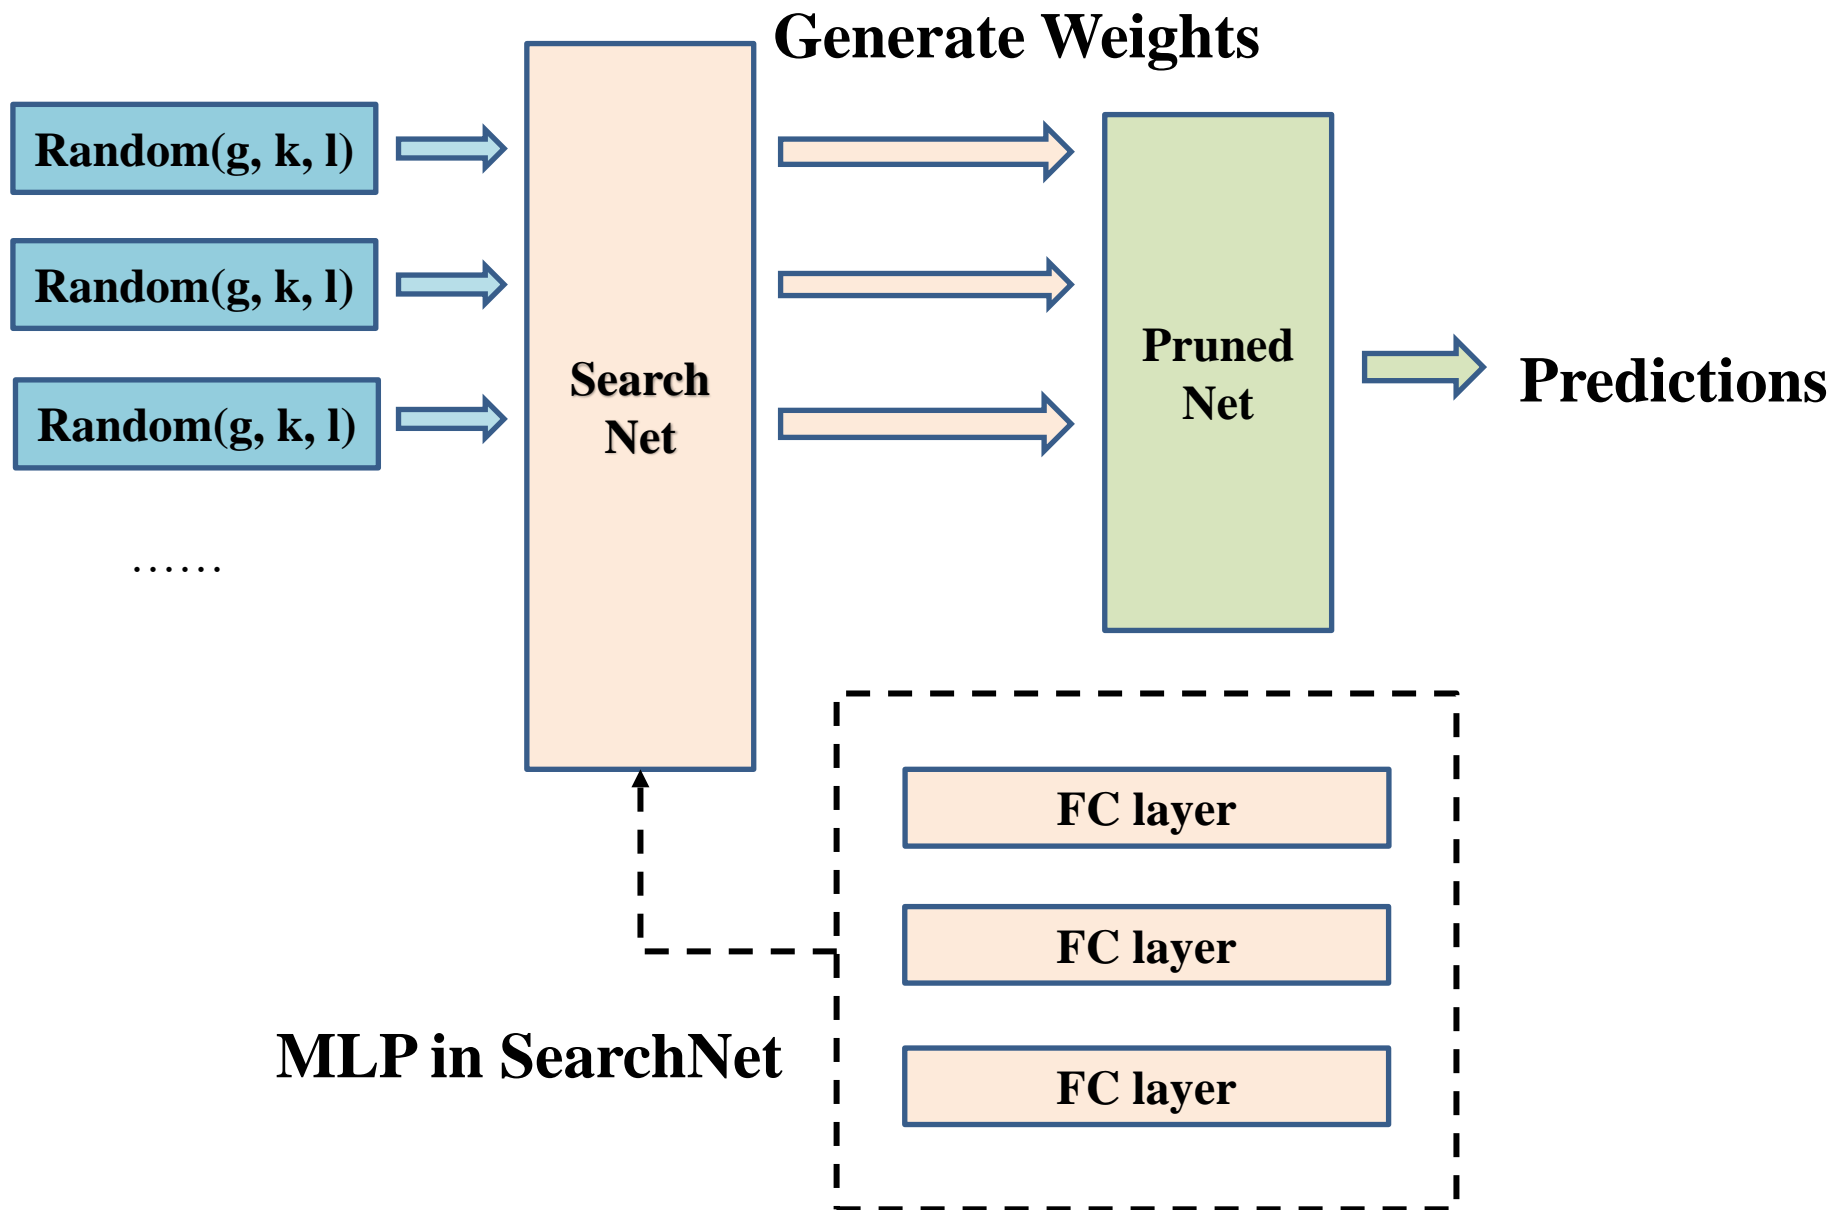 Generate Weights
Random(g, k, l)
Random(g, k, l)
Random(g, k, l)
......
Search
Net
Pruned
Net
Predictions
FC layer
FC layer
FC layer
MLP in SearchNet